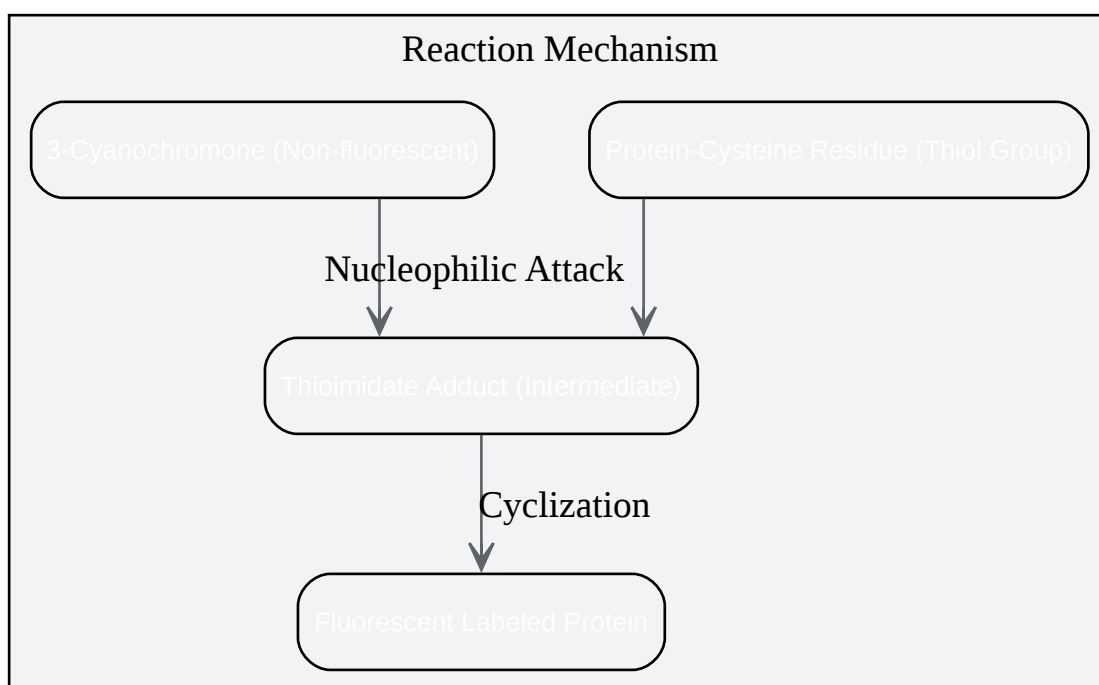 Reaction Mechanism
3-Cyanochromone (Non-fluorescent)
Protein-Cysteine Residue (Thiol Group)
Nucleophilic Attack
Thioimidate Adduct (Intermediate)
Cyclization
Fluorescent Labeled Protein